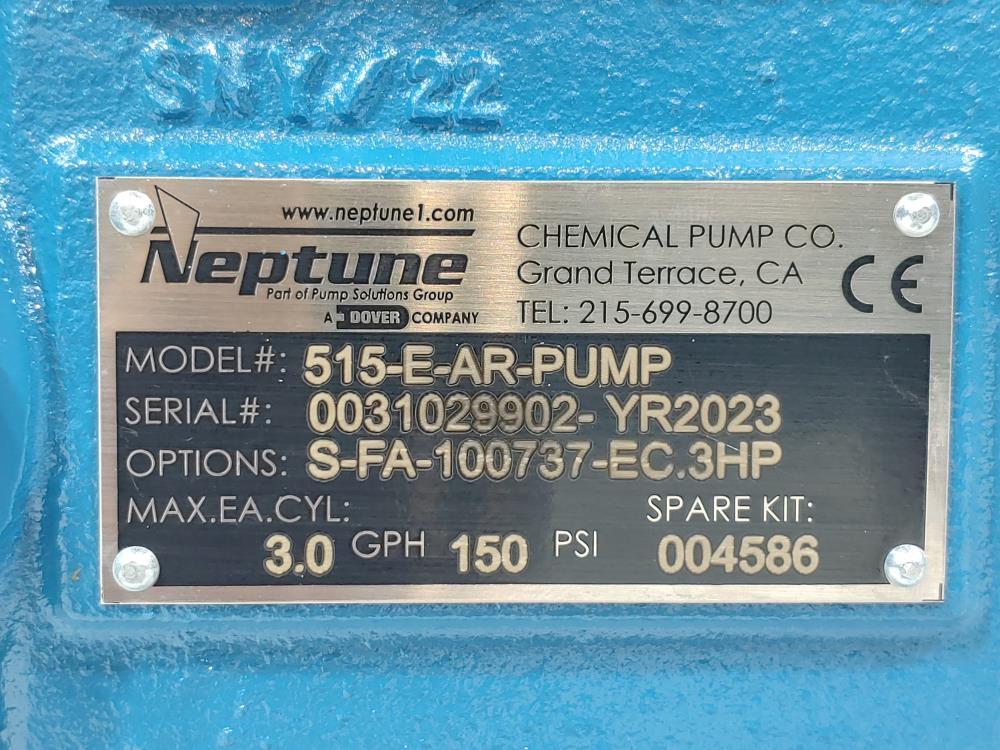 /22
www.neptune1.com
Neptune
Part of Pump Solutions Group
A DOVER COMPANY
CHEMICAL PUMP CO.
Grand Terrace, CA
TEL: 215-699-8700
CE
MODEL#: 515-E-AR-PUMP
SERIAL#: 0031029902- YR2023
OPTIONS: S-FA-100737-EC.3HP
MAX.EA.CYL: SPARE KIT:
3.0 GPH 150 PSI 004586